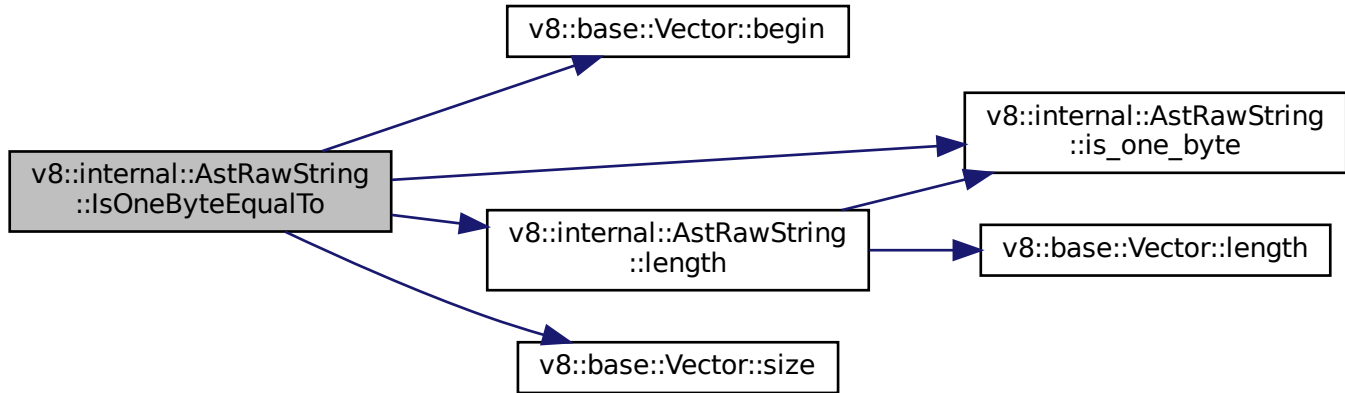 v8::base::Vector::begin
v8::internal::AstRawString
::is_one_byte
v8::internal::AstRawString
::IsOneByteEqualTo
v8::internal::AstRawString
::length
v8::base::Vector::length
v8::base::Vector::size